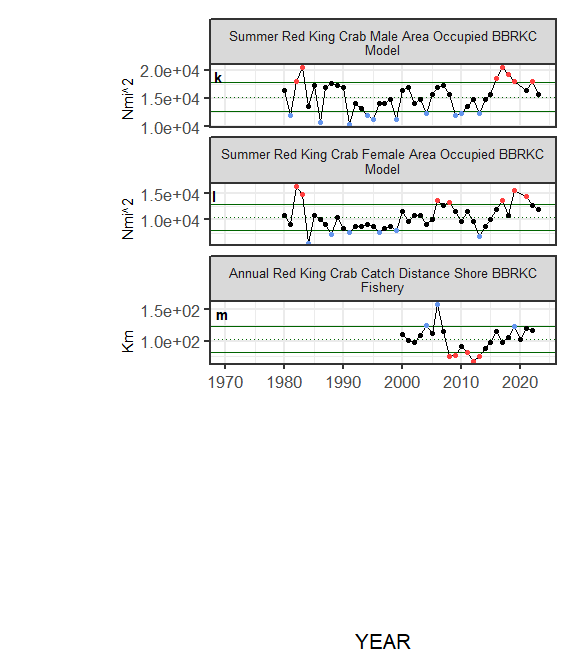 Summer Red King Crab Male Area Occupied BBRKC
Model
k
2.0e+04
1.5e+04
1.0e+04
Nmi^2
Summer Red King Crab Female Area Occupied BBRKC
Model
l
1.5e+04
1.0e+04
Nmi^2
Annual Red King Crab Catch Distance Shore BBRKC
Fishery
m
1.5e+02
1.0e+02
Km
1970 1980 1990 2000 2010 2020
YEAR